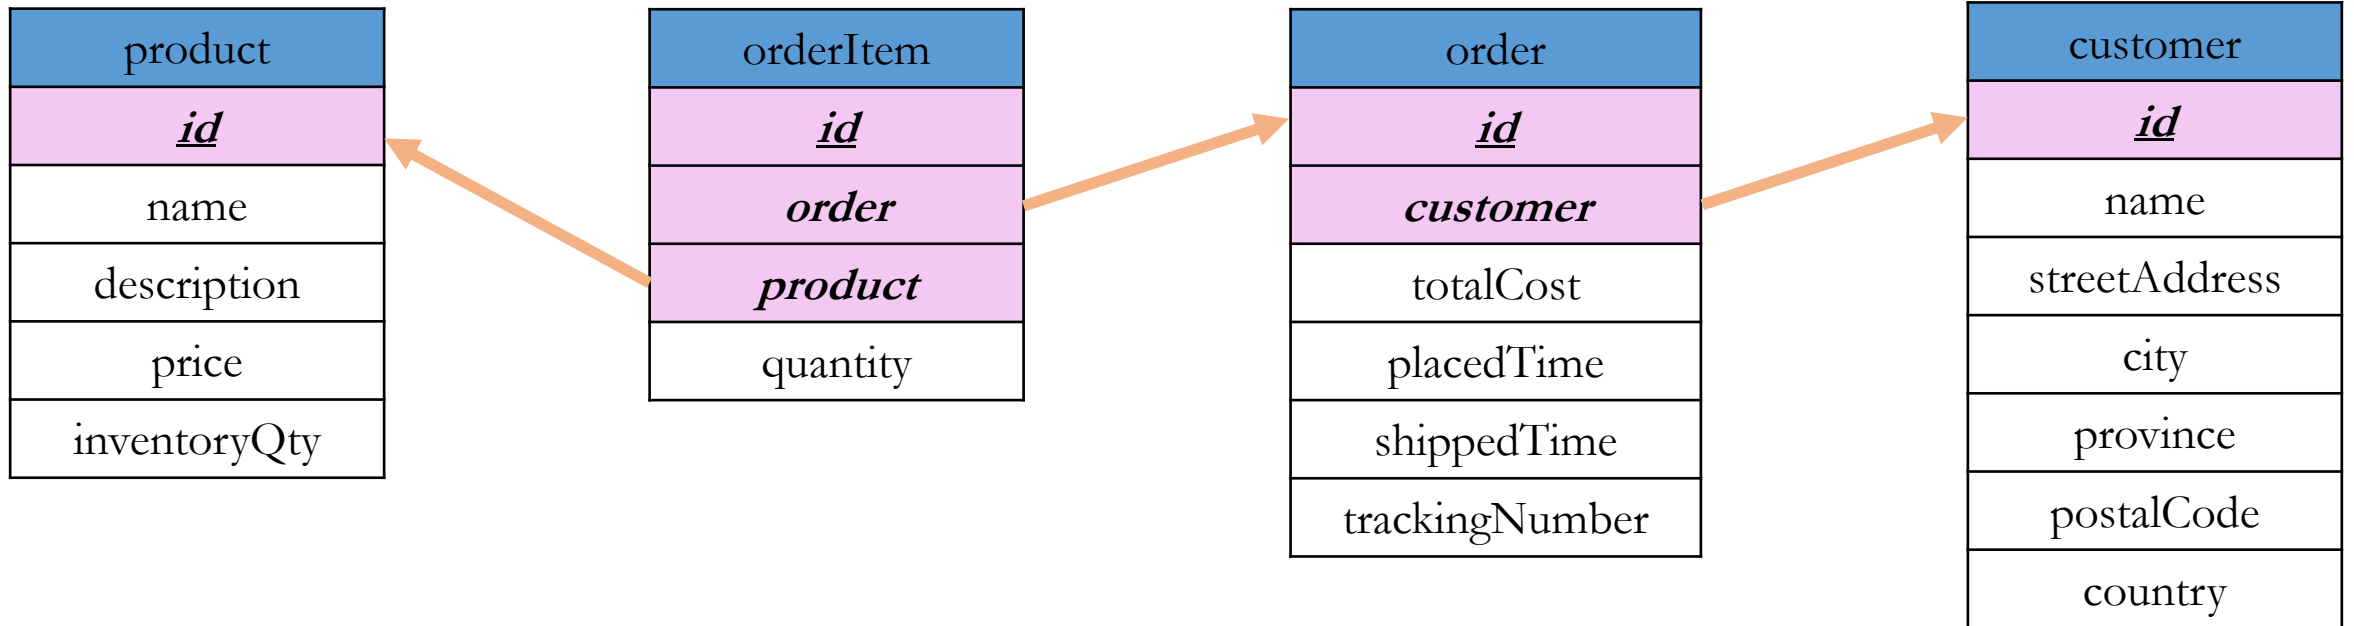 product
id
name
description
price
inventoryQty
orderItem
id
order
product
quantity
order
id
customer
totalCost
placedTime
shippedTime
trackingNumber
customer
id
name
streetAddress
city
province
postalCode
country